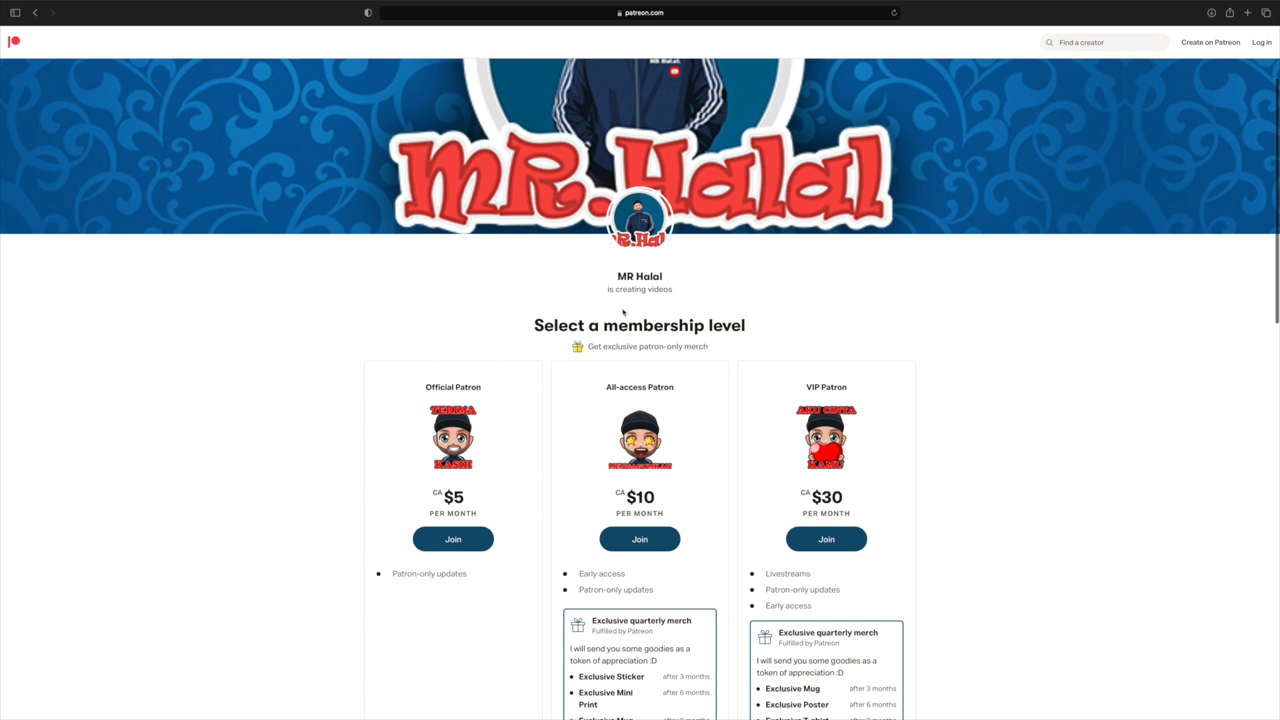 patreon.com
Find a creator
Create on Patreon
Log in
MR Halal.
MR.Halal
R.Hal
MR Halal
is creating videos
Select a membership level
Get exclusive patron-only merch
Official Patron
All-access Patron
VIP Patron
TERIMA
KASIH
AKU CINTA
KAMU
CA $5
PER MONTH
Join
CA $10
PER MONTH
Join
CA $30
PER MONTH
Join
Patron-only updates
Early access
Patron-only updates
Exclusive quarterly merch
Fulfilled by Patreon
I will send you some goodies as a
token of appreciation :D
Exclusive Sticker after 3 months
Exclusive Mini after 6 months
Print
Livestreams
Patron-only updates
Early access
Exclusive quarterly merch
Fulfilled by Patreon
I will send you some goodies as a
token of appreciation :D
Exclusive Mug after 3 months
Exclusive Poster after 6 months